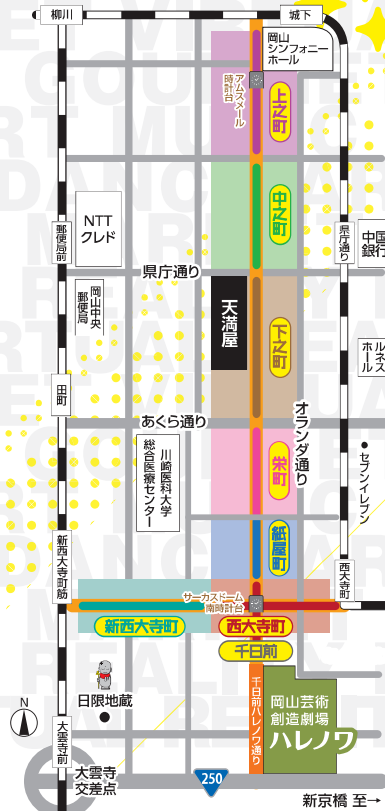 柳川
城下
岡山
シンフォニー
ホール
アムスメール
時計台
上之町
中之町
NTT
クレド
郵便局前
県庁通り
中国
銀行
県庁通り
岡山中央
郵便局
天満屋
下之町
ルネス
ホール
田町
あくら通り
オランダ通り
栄町
川崎医科大学
総合医療センター
セブンイレブン
紙屋町
新西大寺町筋
西大寺町
サーカスドーム
南時計台
新西大寺町
西大寺町
千日前
千日前ハレノワ通り
岡山芸術
創造劇場
ハレノワ
N
日限地蔵
大雲寺前
大雲寺
交差点
250
新京橋 至→